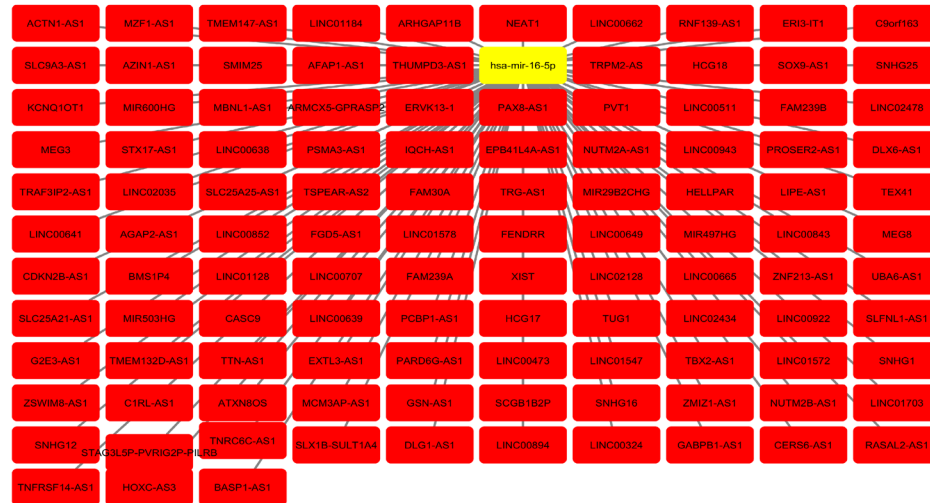 ACTN1-AS1 MZF1-AS1 TMEM147-AS1 LINC01184 ARHGAP11B NEAT1 LINC00662 RNF139-AS1 ERI3-IT1 C9orf163
SLC9A3-AS1 AZIN1-AS1 SMIM25 AFAP1-AS1 THUMPD3-AS1 hsa-mir-16-5p TRPM2-AS HCG18 SOX9-AS1 SNHG25
KCNQ1OT1 MIR600HG MBNL1-AS1 ARMCX5-GPRASP2 ERVK13-1 PAX8-AS1 PVT1 LINC00511 FAM239B LINC02478
MEG3 STX17-AS1 LINC00638 PSMA3-AS1 IQCH-AS1 EPB41L4A-AS1 NUTM2A-AS1 LINC00943 PROSER2-AS1 DLX6-AS1
TRAF3IP2-AS1 LINC02035 SLC25A25-AS1 TSPEAR-AS2 FAM30A TRG-AS1 MIR29B2CHG HELLPAR LIPE-AS1 TEX41
LINC00641 AGAP2-AS1 LINC00852 FGD5-AS1 LINC01578 FENDRR LINC00649 MIR497HG LINC00843 MEG8
CDKN2B-AS1 BMS1P4 LINC01128 LINC00707 FAM239A XIST LINC02128 LINC00665 ZNF213-AS1 UBA6-AS1
SLC25A21-AS1 MIR503HG CASC9 LINC00639 PCBP1-AS1 HCG17 TUG1 LINC02434 LINC00922 SLFNL1-AS1
G2E3-AS1 TMEM132D-AS1 TTN-AS1 EXTL3-AS1 PARD6G-AS1 LINC00473 LINC01547 TBX2-AS1 LINC01572 SNHG1
ZSWIM8-AS1 C1RL-AS1 ATXN8OS MCM3AP-AS1 GSN-AS1 SCGB1B2P SNHG16 ZMIZ1-AS1 NUTM2B-AS1 LINC01703
SNHG12 STAG3L5P-PVRIG2P-PILRB TNRC6C-AS1 SLX1B-SULT1A4 DLG1-AS1 LINC00894 LINC00324 GABPB1-AS1 CERS6-AS1 RASAL2-AS1
TNFRSF14-AS1 HOXC-AS3 BASP1-AS1